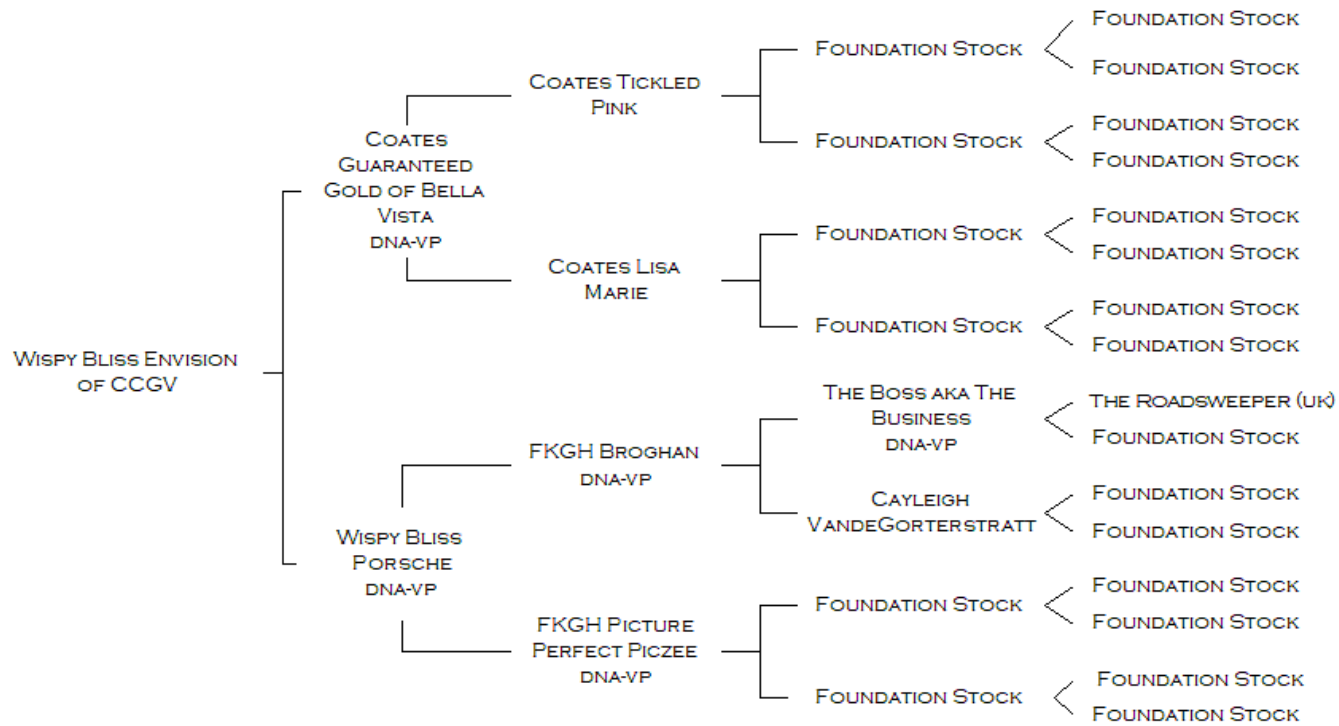 Wispy Bliss Envision
of CCGV
Coates
Guaranteed
Gold of Bella
Vista
DNA-VP
Wispy Bliss
Porsche
DNA-VP
Coates Tickled
Pink
Coates Lisa
Marie
FKGH Broghan
DNA-VP
FKGH Picture
Perfect Piczee
DNA-VP
Foundation Stock
Foundation Stock
Foundation Stock
Foundation Stock
The Boss aka The
Business
DNA-VP
Cayleigh
VandeGorterstratt
Foundation Stock
Foundation Stock
Foundation Stock
Foundation Stock
Foundation Stock
Foundation Stock
Foundation Stock
Foundation Stock
Foundation Stock
Foundation Stock
The Roadsweeper (UK)
Foundation Stock
Foundation Stock
Foundation Stock
Foundation Stock
Foundation Stock
Foundation Stock
Foundation Stock